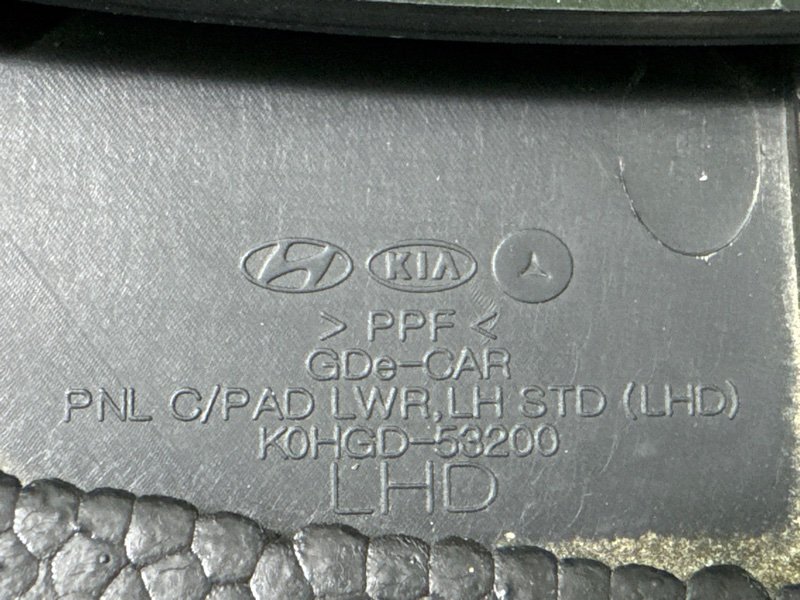 KIA
> PPF <
GDe-CAR
PNL C/PAD LWR,LH STD (LHD)
K0HGD-53200
LHD